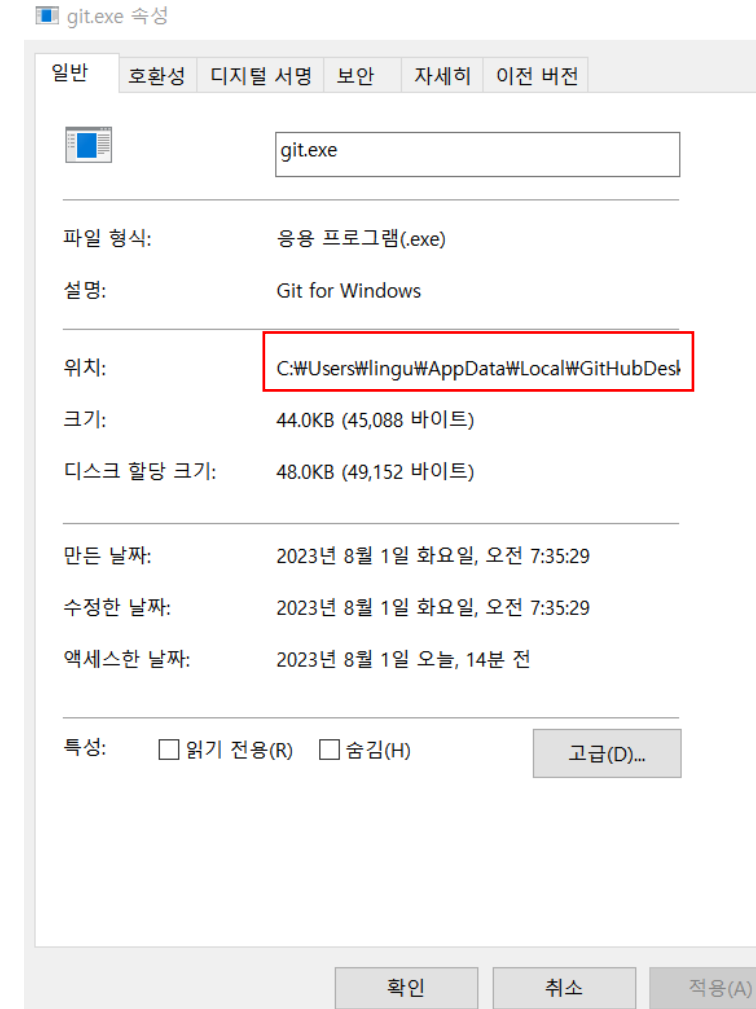 git.exe 속성
일반 호환성 디지털 서명 보안 자세히 이전 버전
git.exe
파일 형식: 응용 프로그램(.exe)
설명: Git for Windows
위치: C:₩Users₩lingu₩AppData₩Local₩GitHubDesk
크기: 44.0KB (45,088 바이트)
디스크 할당 크기: 48.0KB (49,152 바이트)
만든 날짜: 2023년 8월 1일 화요일, 오전 7:35:29
수정한 날짜: 2023년 8월 1일 화요일, 오전 7:35:29
액세스한 날짜: 2023년 8월 1일 오늘, 14분 전
특성: 읽기 전용(R) 숨김(H) 고급(D)...
확인 취소 적용(A)